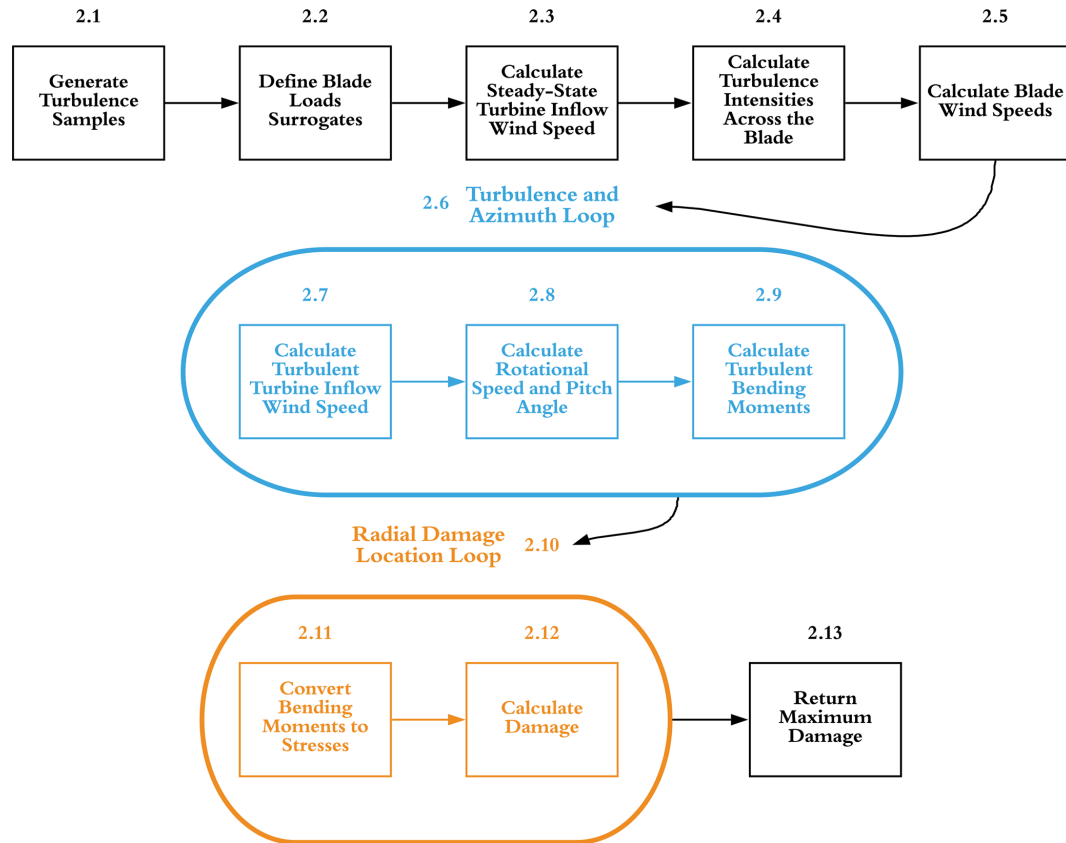 2.1
2.2
2.3
2.4
2.5
Generate
Turbulence
Samples
Define Blade
Loads
Surrogates
Calculate
Steady-State
Turbine Inflow
Wind Speed
Calculate
Turbulence
Intensities
Across the
Blade
Calculate Blade
Wind Speeds
2.6
Turbulence and
Azimuth Loop
2.7
2.8
2.9
Calculate
Turbulent
Turbine Inflow
Wind Speed
Calculate
Rotational
Speed and Pitch
Angle
Calculate
Turbulent
Bending
Moments
Radial Damage
Location Loop
2.10
2.11
2.12
2.13
Convert
Bending
Moments to
Stresses
Calculate
Damage
Return
Maximum
Damage